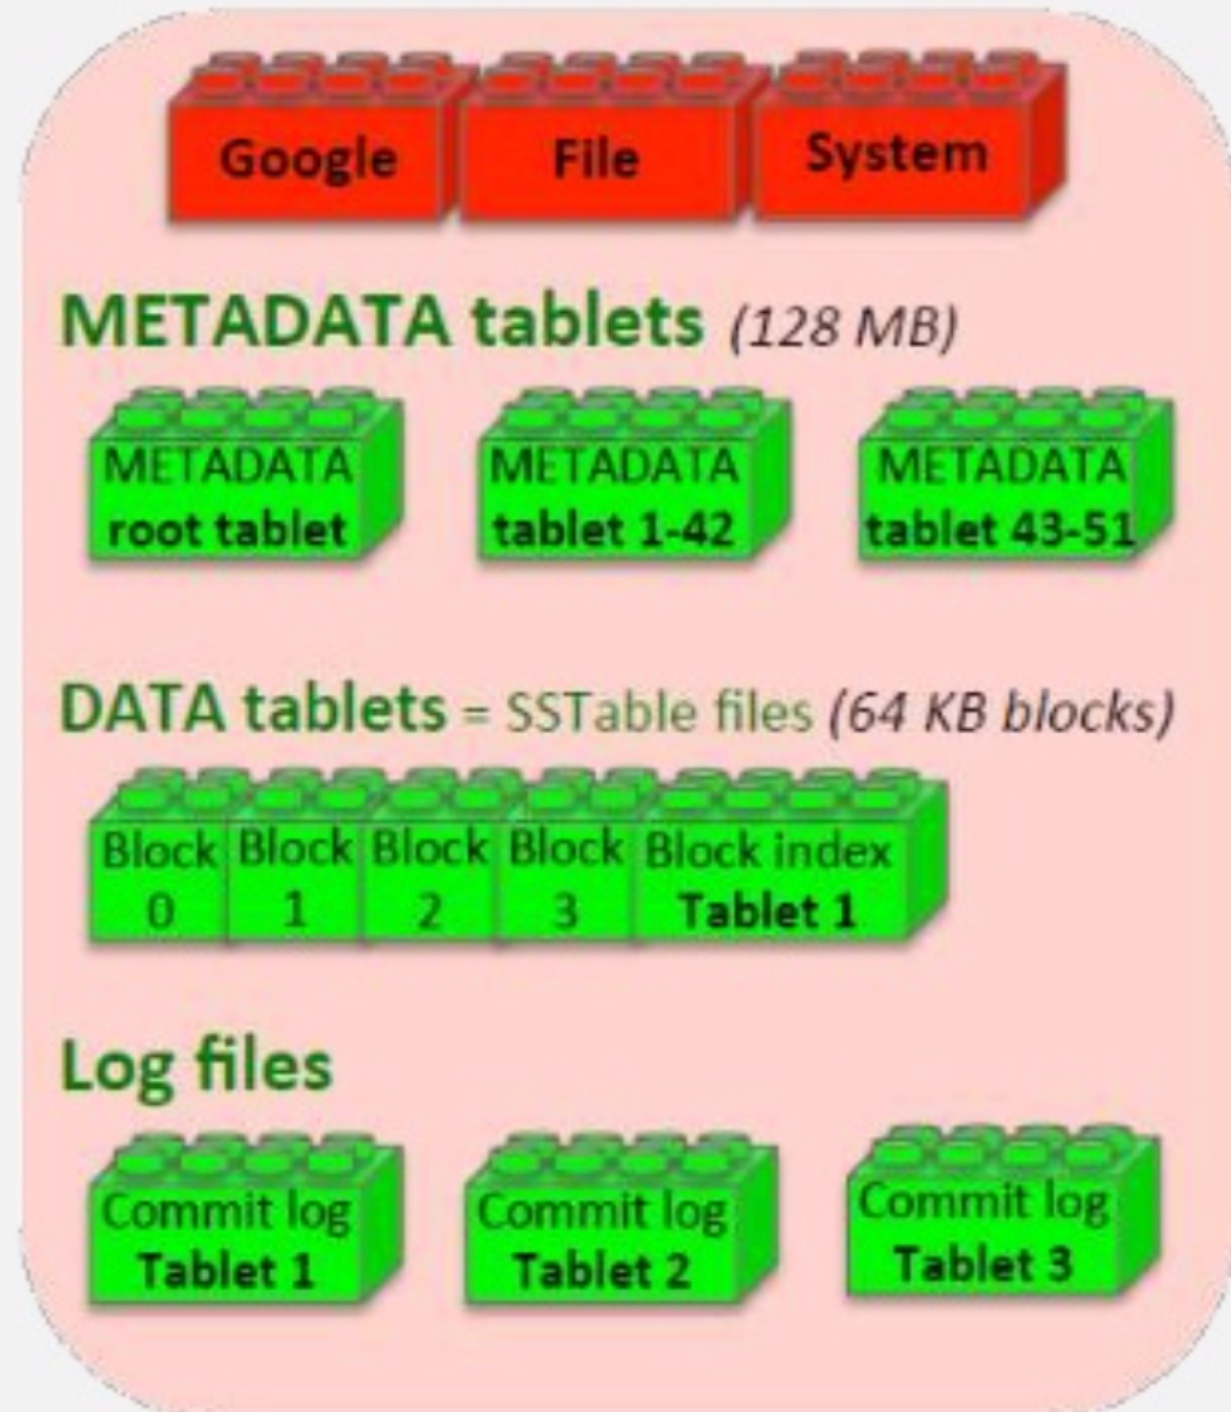 Google File System
METADATA tablets (128 MB)
METADATA METADATA METADATA
root tablet tablet 1-42 tablet 43-51
DATA tablets = SSTable files (64 KB blocks)
Block Block Block Block Block index
0 1 2 3 Tablet 1
Log files
Commit log Commit log Commit log
Tablet 1 Tablet 2 Tablet 3